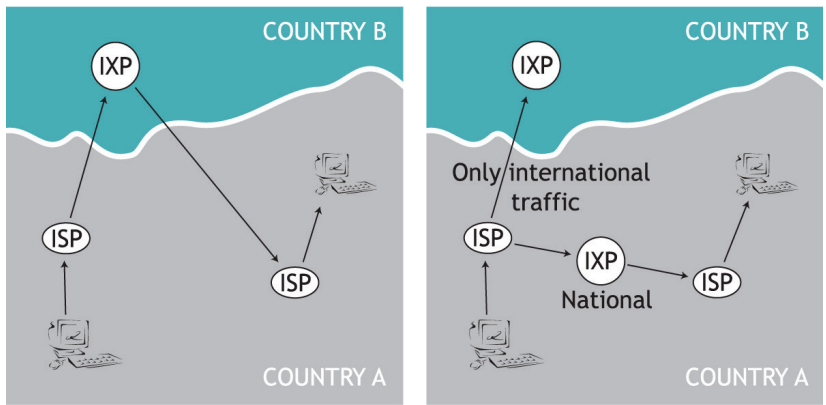 COUNTRY B
IXP
ISP
ISP
COUNTRY A
COUNTRY B
IXP
Only international
traffic
ISP
IXP
National
ISP
COUNTRY A